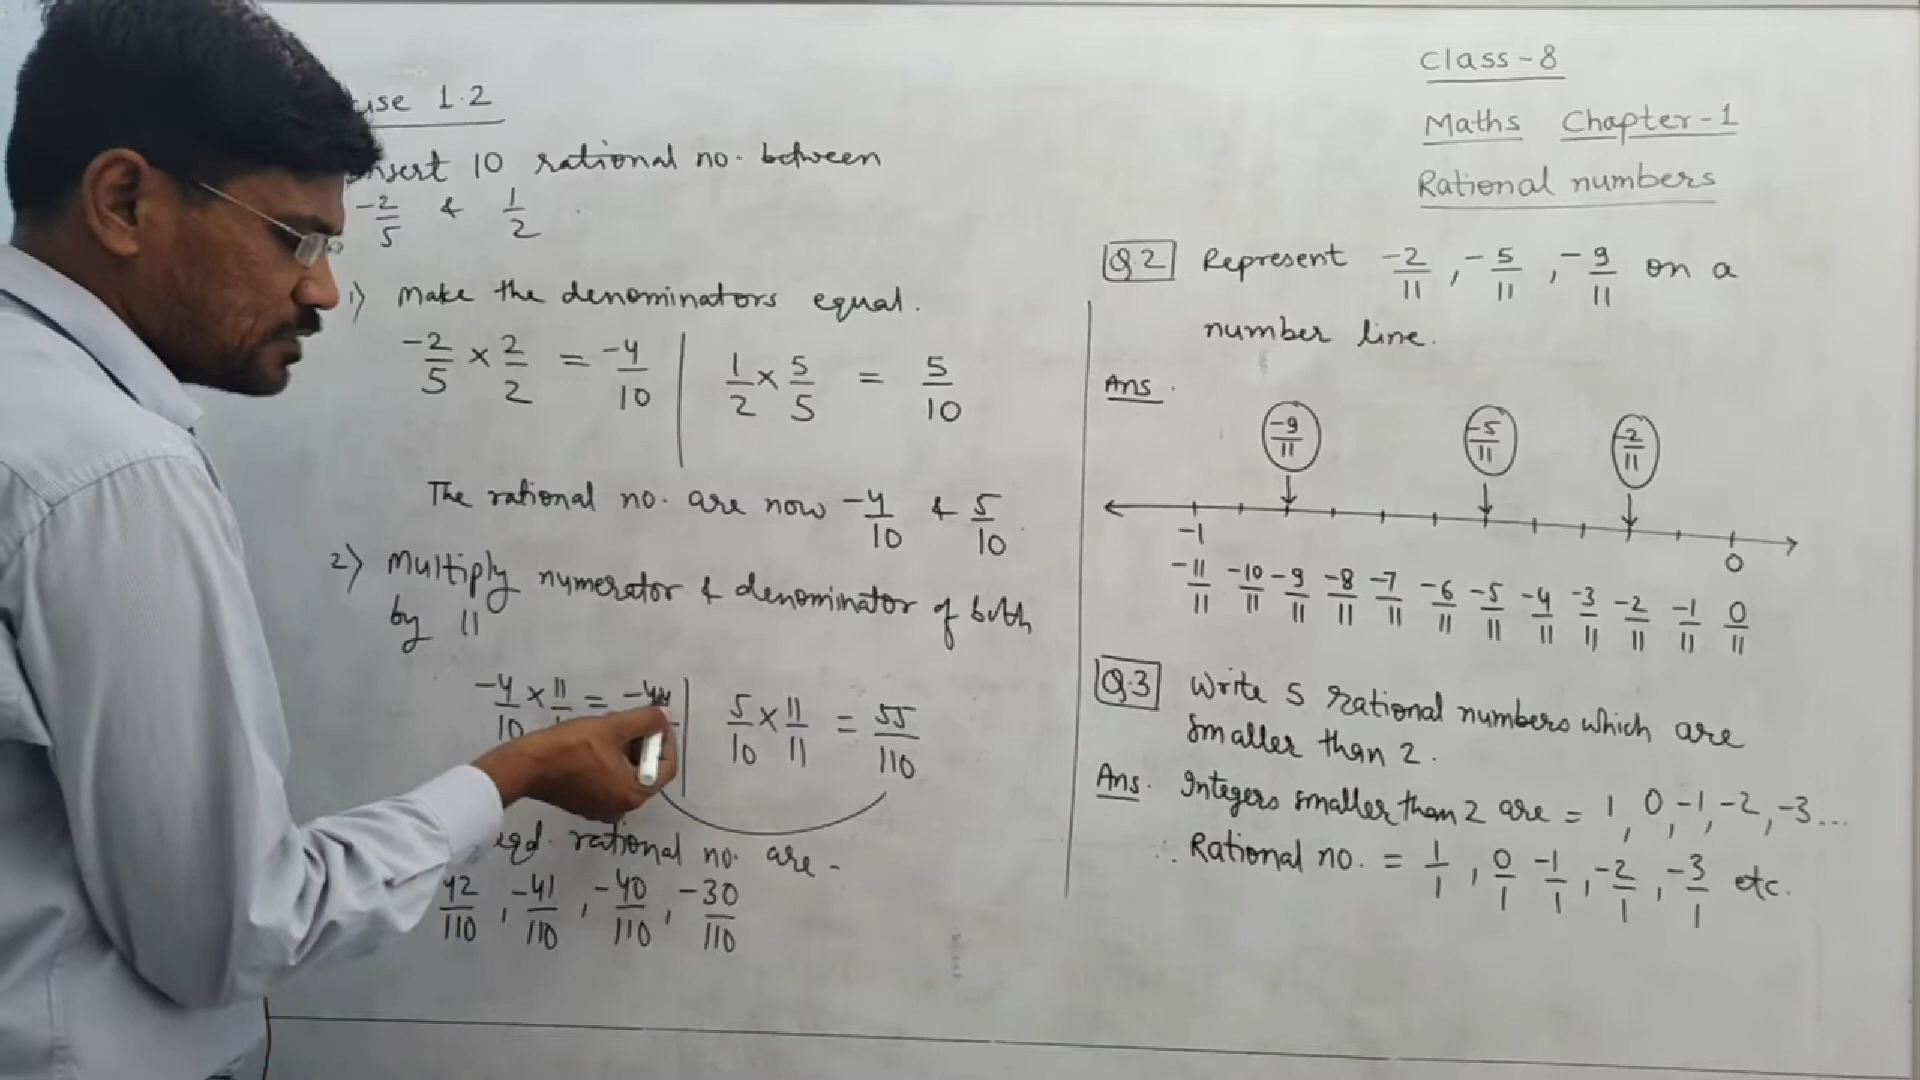 Class-8
Maths Chapter-1
Rational numbers
1.2
10 rational no. between
-2/5 & 1/2.
1) Make the denominators equal.
-2/5 × 2/2 = -4/10 | 1/2 × 5/5 = 5/10
The rational no. are now -4/10 & 5/10.
2) Multiply numerator & denominator of both
by 11
-4/10 × 11 = -44 | 5/10 × 11/11 = 55/110
rational no. are -
42/110, -41/110, -40/110, -30/110
Q.2 Represent -2/11, -5/11, -9/11 on a
number line.
Ans.
-9/11 -5/11 -2/11
-1 0
-11/11 -10/11 -9/11 -8/11 -7/11 -6/11 -5/11 -4/11 -3/11 -2/11 -1/11 0/11
Q.3 Write 5 rational numbers which are
smaller than 2.
Ans. Integers smaller than 2 are = 1, 0, -1, -2, -3...
∴ Rational no. = 1/1, 0/1 -1/1, -2/1, -3/1 etc.